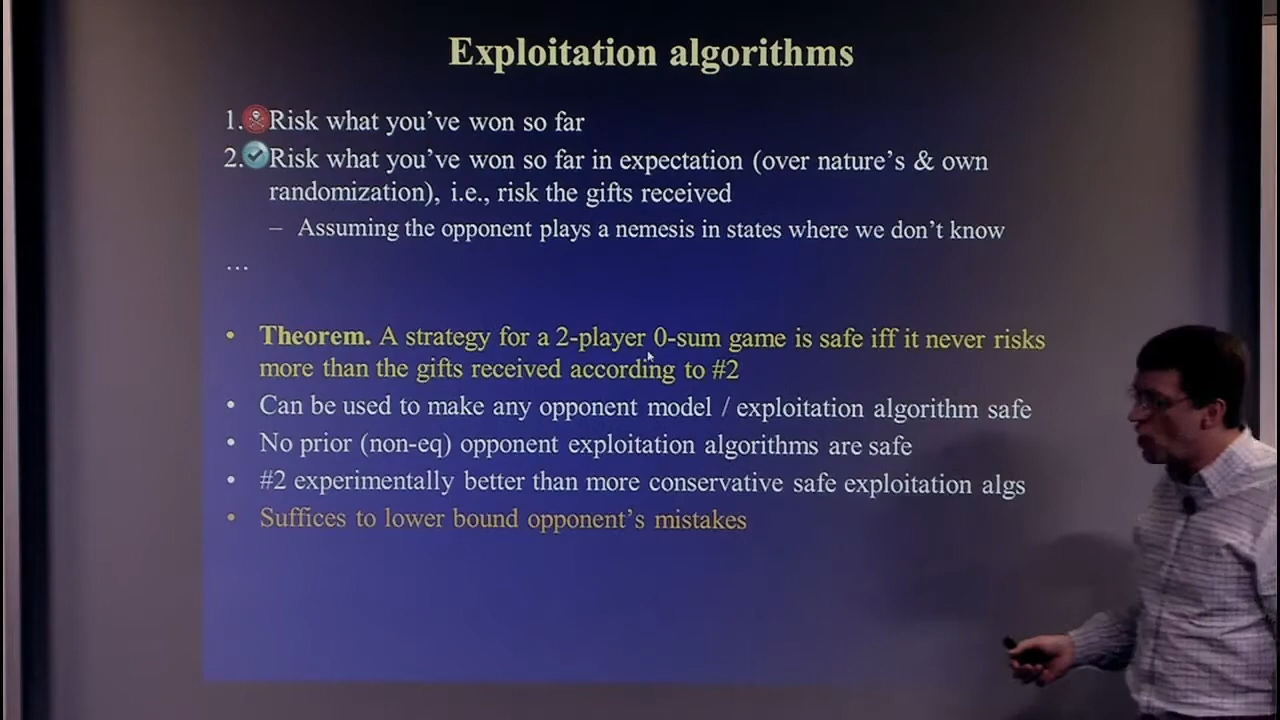 Exploitation algorithms
1. Risk what you've won so far
2. Risk what you've won so far in expectation (over nature's & own
randomization), i.e., risk the gifts received
– Assuming the opponent plays a nemesis in states where we don't know
…
• Theorem. A strategy for a 2-player 0-sum game is safe iff it never risks
more than the gifts received according to #2
• Can be used to make any opponent model / exploitation algorithm safe
• No prior (non-eq) opponent exploitation algorithms are safe
• #2 experimentally better than more conservative safe exploitation algs
• Suffices to lower bound opponent's mistakes